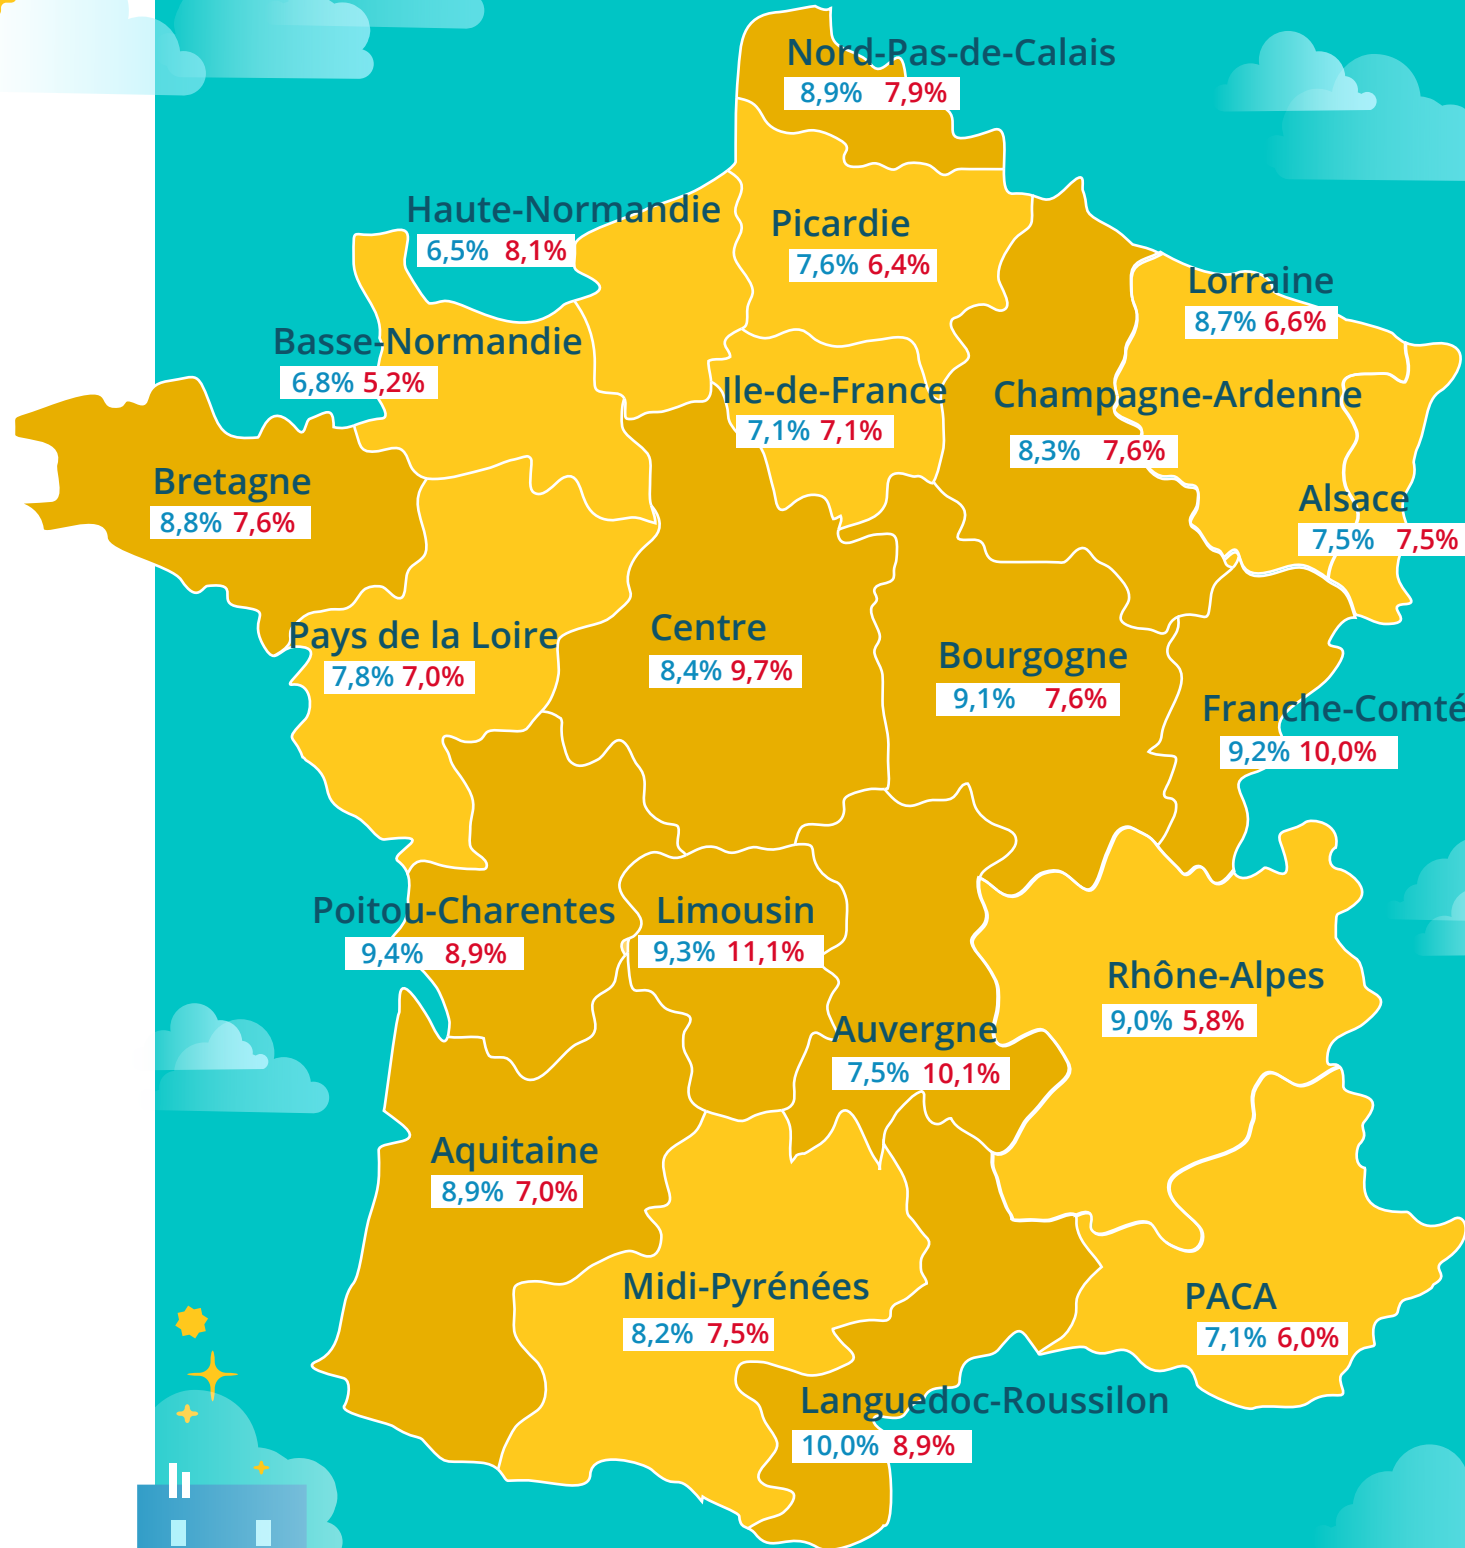 Nord-Pas-de-Calais
8,9% 7,9%
Haute-Normandie
6,5% 8,1%
Picardie
7,6% 6,4%
Lorraine
8,7% 6,6%
Basse-Normandie
6,8% 5,2%
Ile-de-France
7,1% 7,1%
Champagne-Ardenne
8,3% 7,6%
Bretagne
8,8% 7,6%
Alsace
7,5% 7,5%
Pays de la Loire
7,8% 7,0%
Centre
8,4% 9,7%
Bourgogne
9,1% 7,6%
Franche-Comté
9,2% 10,0%
Poitou-Charentes
9,4% 8,9%
Limousin
9,3% 11,1%
Rhône-Alpes
9,0% 5,8%
Auvergne
7,5% 10,1%
Aquitaine
8,9% 7,0%
Midi-Pyrénées
8,2% 7,5%
PACA
7,1% 6,0%
Languedoc-Roussilon
10,0% 8,9%